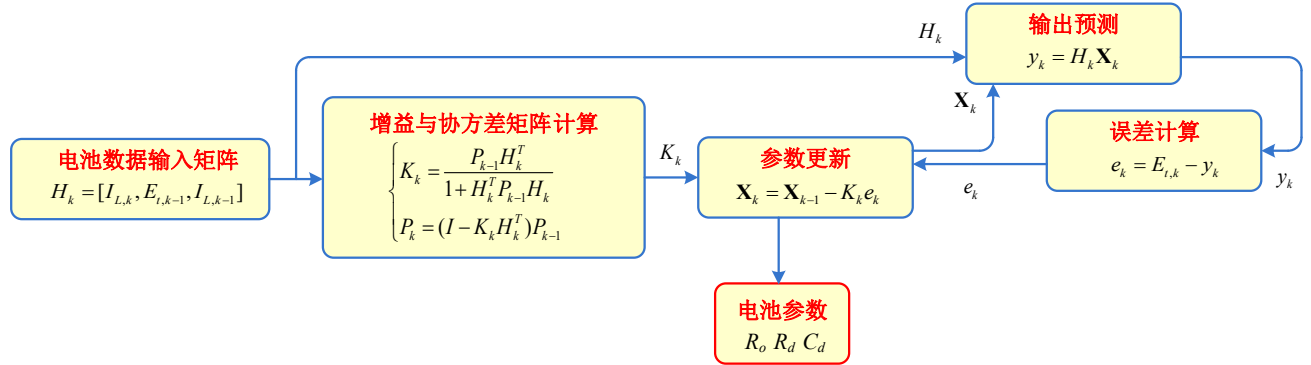 电池数据输入矩阵
H_k = [I_{L,k}, E_{t,k-1}, I_{L,k-1}]
增益与协方差矩阵计算
K_k = \frac{P_{k-1} H_k^T}{1 + H_k^T P_{k-1} H_k}
P_k = (I - K_k H_k^T) P_{k-1}
K_k
参数更新
X_k = X_{k-1} - K_k e_k
电池参数
R_o R_d C_d
H_k
输出预测
y_k = H_k X_k
X_k
误差计算
e_k = E_{t,k} - y_k
e_k
y_k